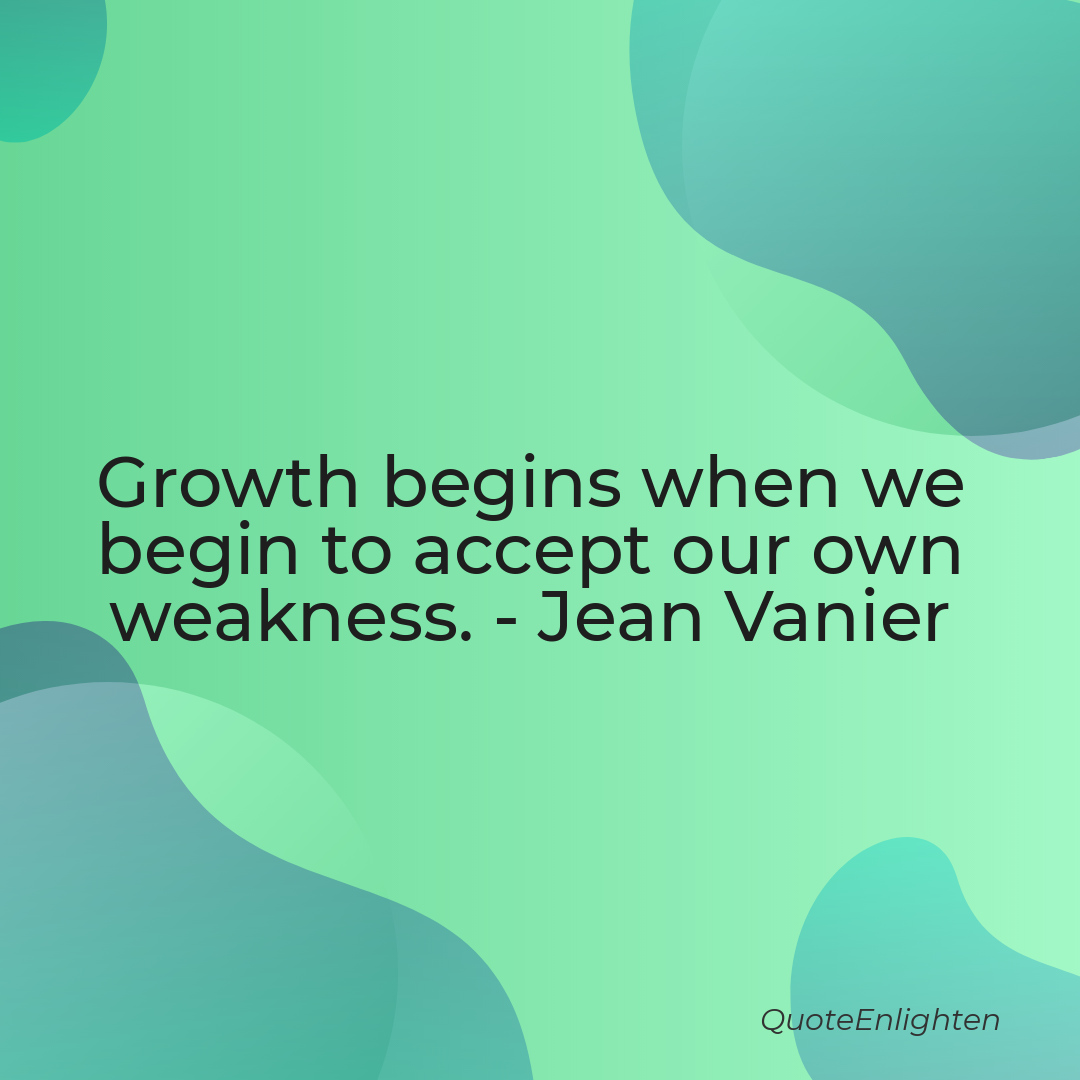 Growth begins when we
begin to accept our own
weakness. - Jean Vanier
QuoteEnlighten